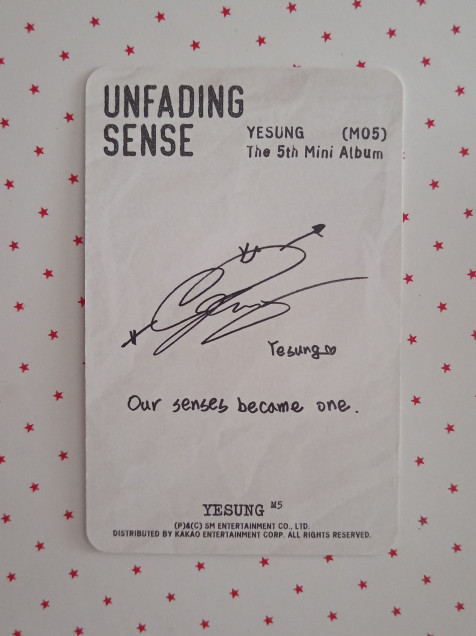 UNFADING
SENSE
YESUNG (M05)
The 5th Mini Album
Yesung♡
Our senses became one.
YESUNG M5
(P)&(C) SM ENTERTAINMENT CO., LTD.
DISTRIBUTED BY KAKAO ENTERTAINMENT CORP. ALL RIGHTS RESERVED.